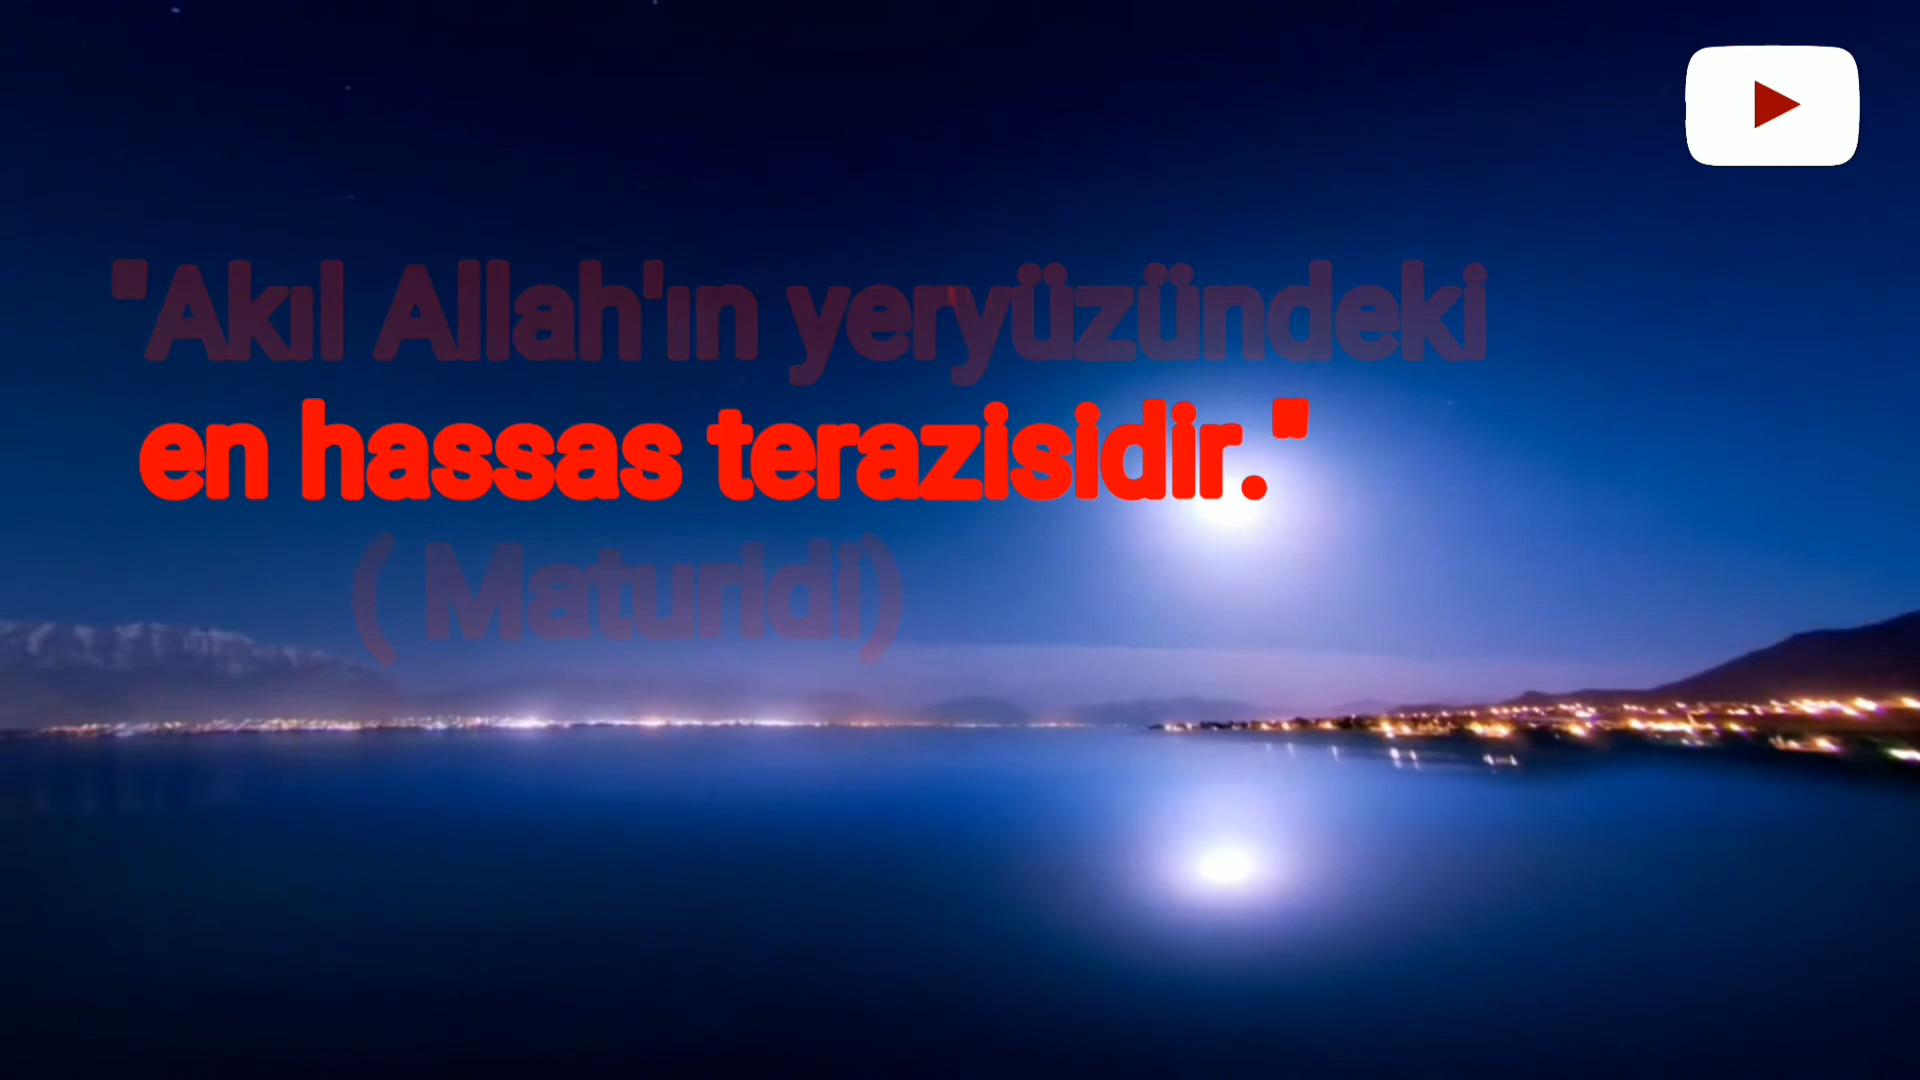 "Akıl Allah'ın yeryüzündeki
en hassas terazisidir."
( Maturidi)